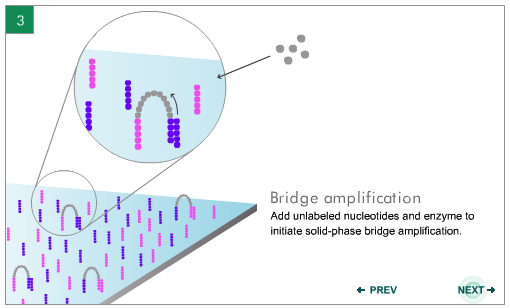 3
Bridge amplification
Add unlabeled nucleotides and enzyme to
initiate solid-phase bridge amplification.
PREV NEXT